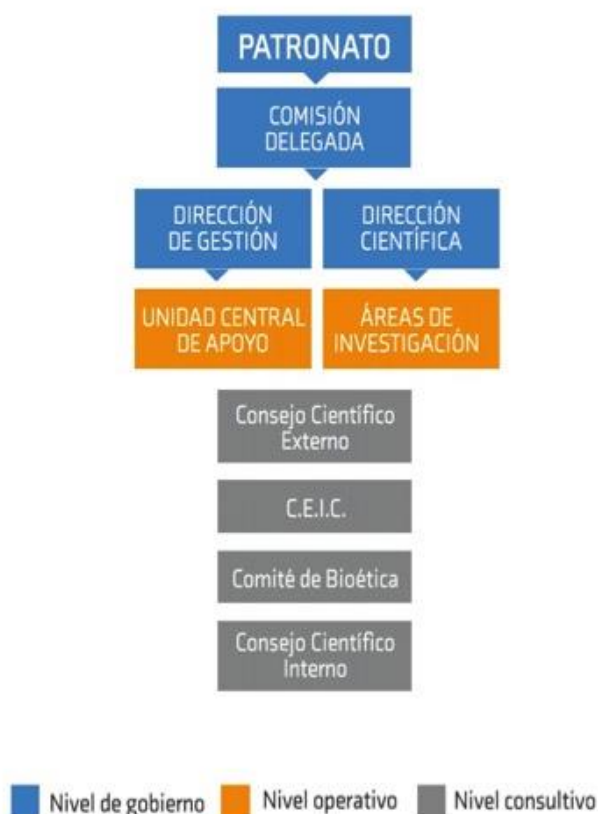 PATRONATO
COMISIÓN
DELEGADA
DIRECCIÓN
DE GESTIÓN
DIRECCIÓN
CIENTÍFICA
UNIDAD CENTRAL
DE APOYO
ÁREAS DE
INVESTIGACIÓN
Consejo Científico
Externo
C.E.I.C.
Comité de Bioética
Consejo Científico
Interno
Nivel de gobierno
Nivel operativo
Nivel consultivo